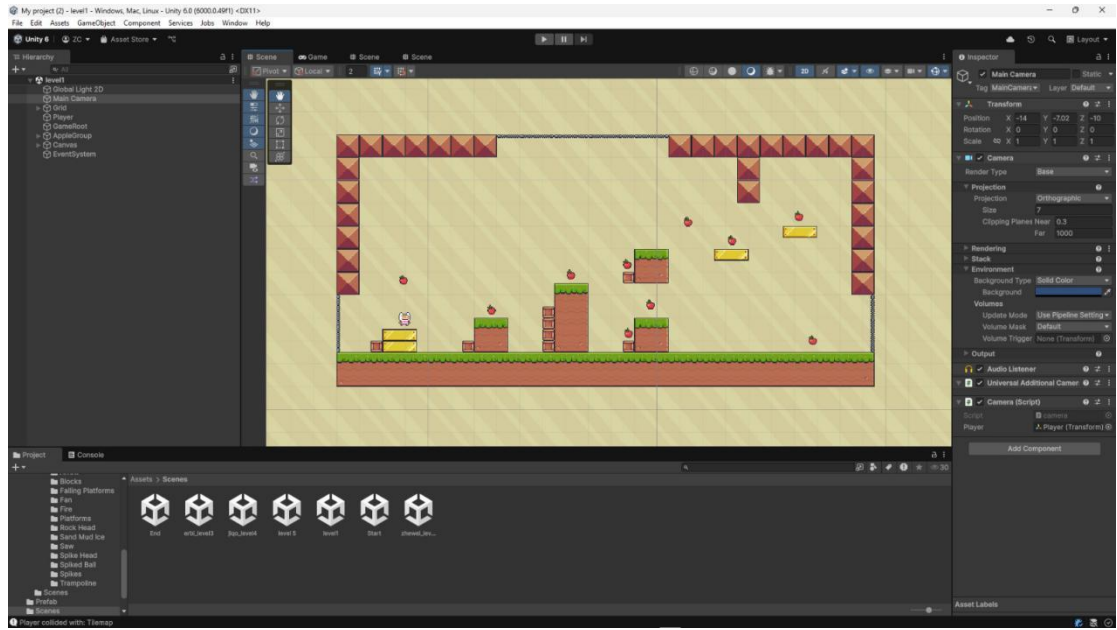 My project (2) - level1 - Windows, Mac, Linux - Unity 6.0 (6000.0.49f1) <DX11>
File Edit Assets GameObject Component Services Jobs Window Help
Unity 6 ZC Asset Store Layout
Hierarchy
All
level1
Global Light 2D
Main Camera
Grid
Player
GameRoot
AppleGroup
Canvas
EventSystem
Scene Game Scene Scene
Pivot Local 2 2D
Inspector
Main Camera Static
Tag MainCamera Layer Default
Transform
Position X -14 Y -7.02 Z -10
Rotation X 0 Y 0 Z 0
Scale X 1 Y 1 Z 1
Camera
Render Type Base
Projection
Projection Orthographic
Size 7
Clipping Planes Near 0.3
Far 1000
Rendering
Stack
Environment
Background Type Solid Color
Background
Volumes
Update Mode Use Pipeline Setting
Volume Mask Default
Volume Trigger None (Transform)
Output
Audio Listener
Universal Additional Camer
Camera (Script)
Script camera
Player Player (Transform)
Add Component
Asset Labels
Project Console
30
Blocks
Falling Platforms
Fan
Fire
Platforms
Rock Head
Sand Mud Ice
Saw
Spike Head
Spiked Ball
Spikes
Trampoline
Scenes
Prefab
Scenes
Assets > Scenes
End erbi_level3 level 5 level1 Start
Player collided with: Tilemap